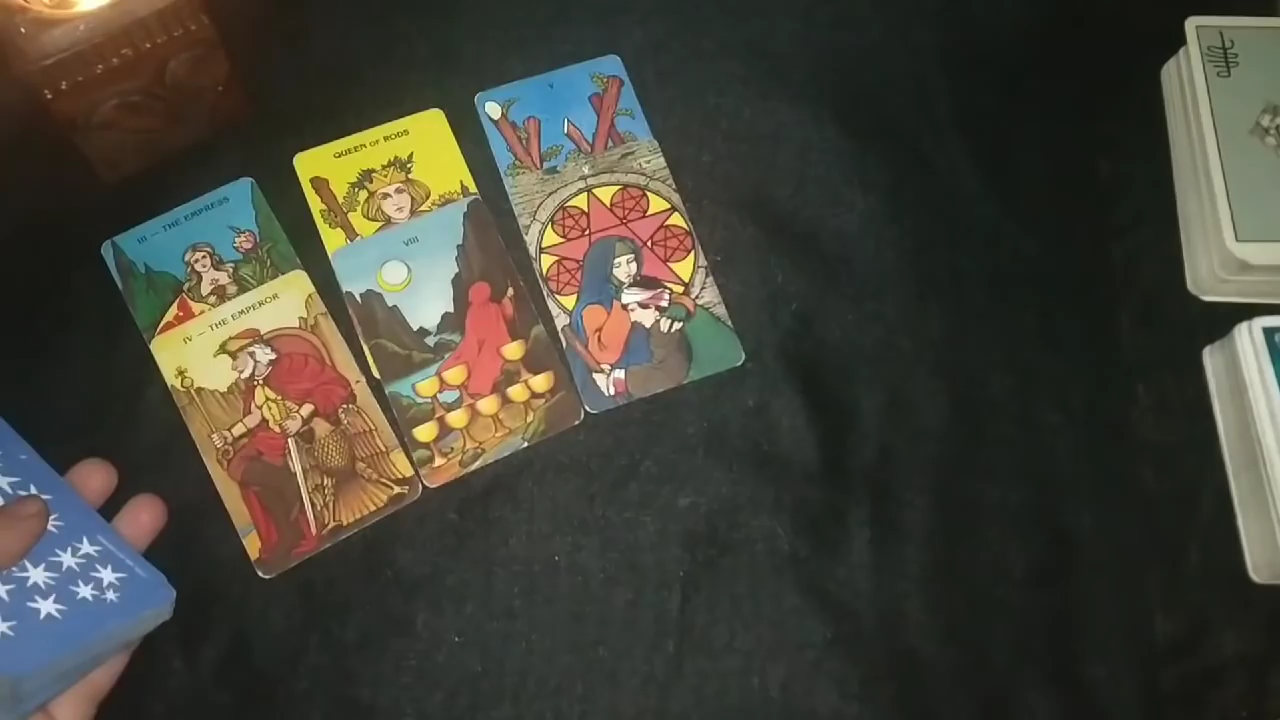 III — THE EMPRESS
IV — THE EMPEROR
QUEEN OF RODS
VIII
V
V